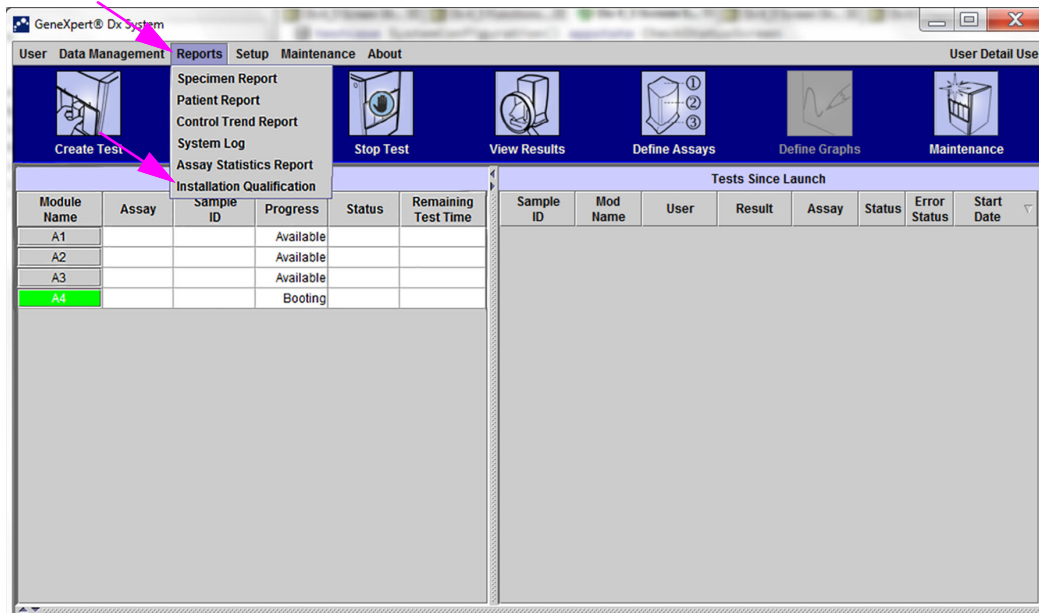 GeneXpert® Dx System
User Data Management Reports Setup Maintenance About User Detail Use
Specimen Report
Patient Report
Control Trend Report
System Log
Assay Statistics Report
Installation Qualification
Create Test Stop Test View Results Define Assays Define Graphs Maintenance
① ② ③
Tests Since Launch
Module Name Assay Sample ID Progress Status Remaining Test Time
Sample ID Mod Name User Result Assay Status Error Status Start Date
A1 Available
A2 Available
A3 Available
A4 Booting